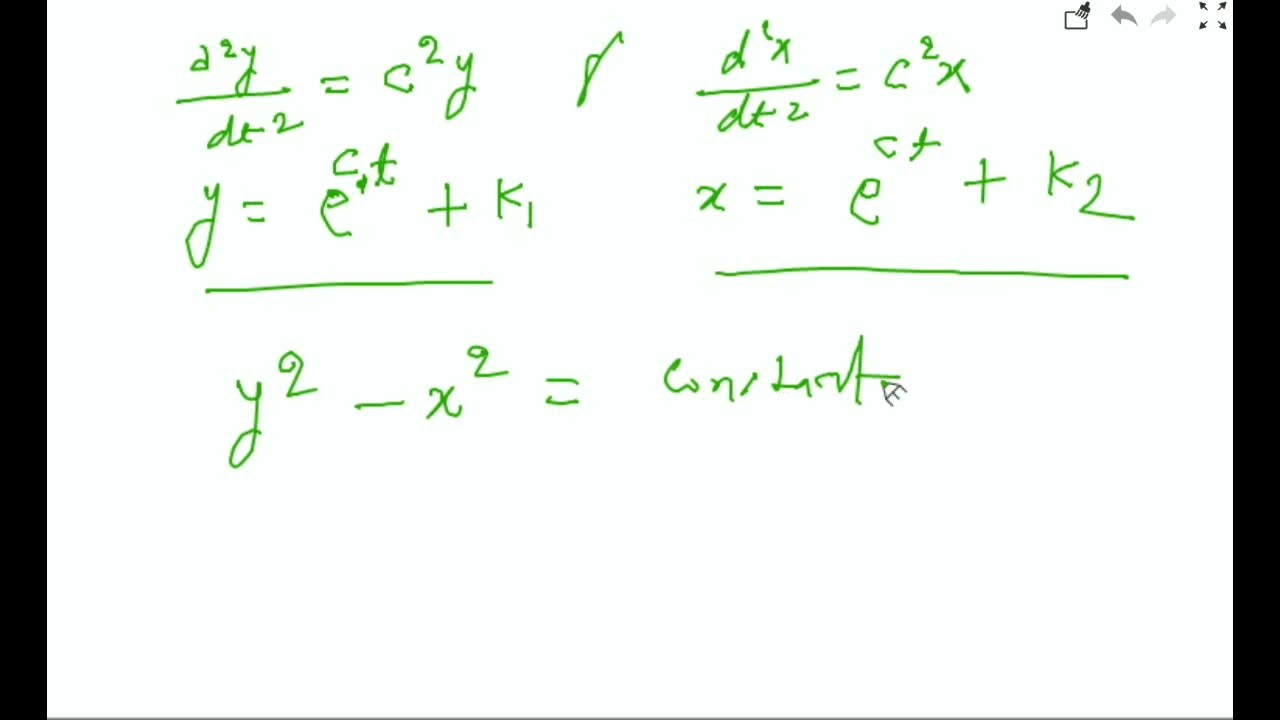 d²y/dt² = c²y   d²x/dt² = c²x
y = e^{ct} + K₁   x = e^{ct} + K₂
y² - x² = constant